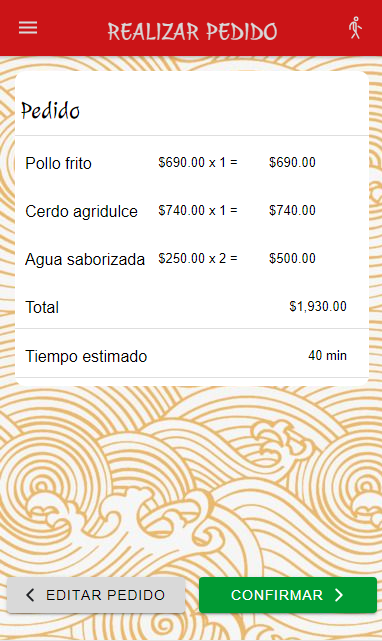 REALIZAR PEDIDO
Pedido
Pollo frito $690.00 x 1 = $690.00
Cerdo agridulce $740.00 x 1 = $740.00
Agua saborizada $250.00 x 2 = $500.00
Total $1,930.00
Tiempo estimado 40 min
EDITAR PEDIDO CONFIRMAR